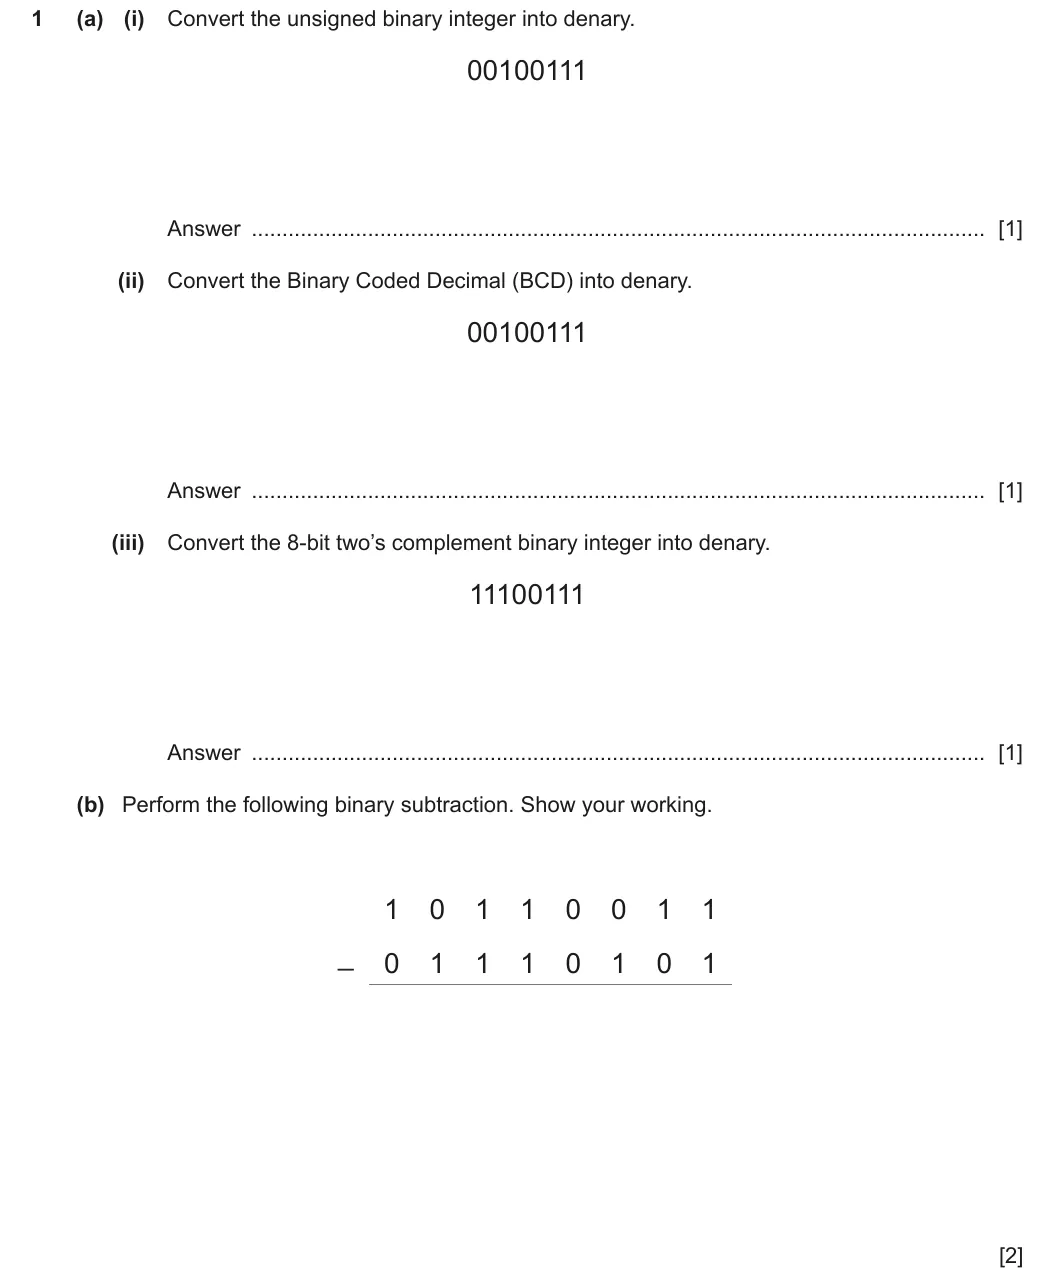 1 (a) (i) Convert the unsigned binary integer into denary.
00100111
Answer ........................................................................................................................ [1]
(ii) Convert the Binary Coded Decimal (BCD) into denary.
00100111
Answer ........................................................................................................................ [1]
(iii) Convert the 8-bit two’s complement binary integer into denary.
11100111
Answer ........................................................................................................................ [1]
(b) Perform the following binary subtraction. Show your working.
1 0 1 1 0 0 1 1
– 0 1 1 1 0 1 0 1
[2]